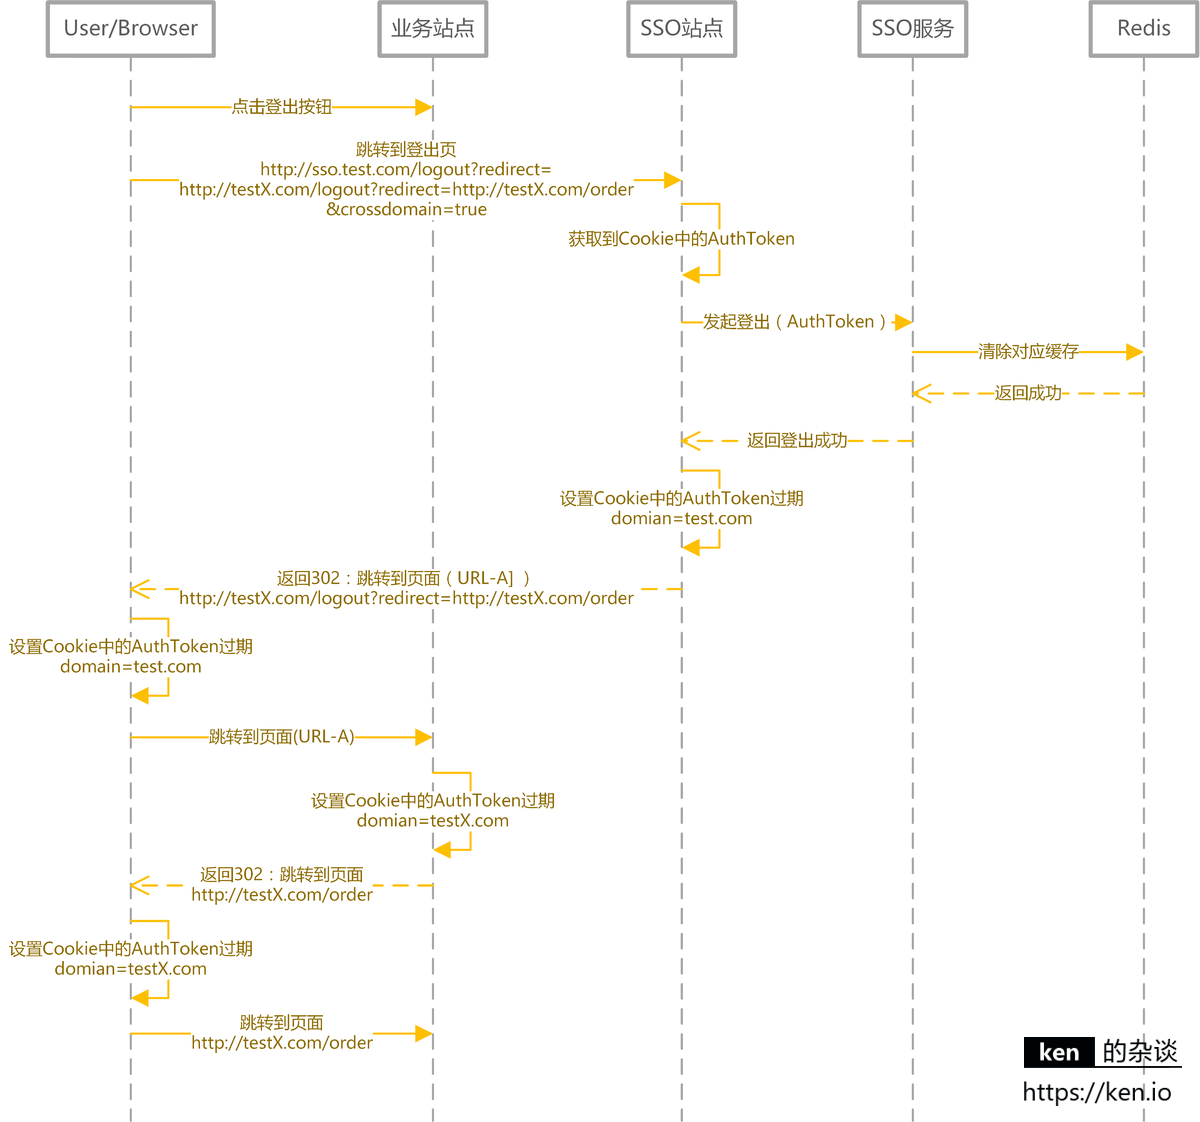 User/Browser
业务站点
SSO站点
SSO服务
Redis
点击登出按钮
跳转到登出页
http://sso.test.com/logout?redirect=
http://testX.com/logout?redirect=http://testX.com/order
&crossdomain=true
获取到Cookie中的AuthToken
发起登出（AuthToken）
清除对应缓存
返回成功
返回登出成功
设置Cookie中的AuthToken过期
domian=test.com
返回302：跳转到页面（URL-A]）
http://testX.com/logout?redirect=http://testX.com/order
设置Cookie中的AuthToken过期
domain=test.com
跳转到页面(URL-A)
设置Cookie中的AuthToken过期
domian=testX.com
返回302：跳转到页面
http://testX.com/order
设置Cookie中的AuthToken过期
domian=testX.com
跳转到页面
http://testX.com/order
ken 的杂谈
https://ken.io